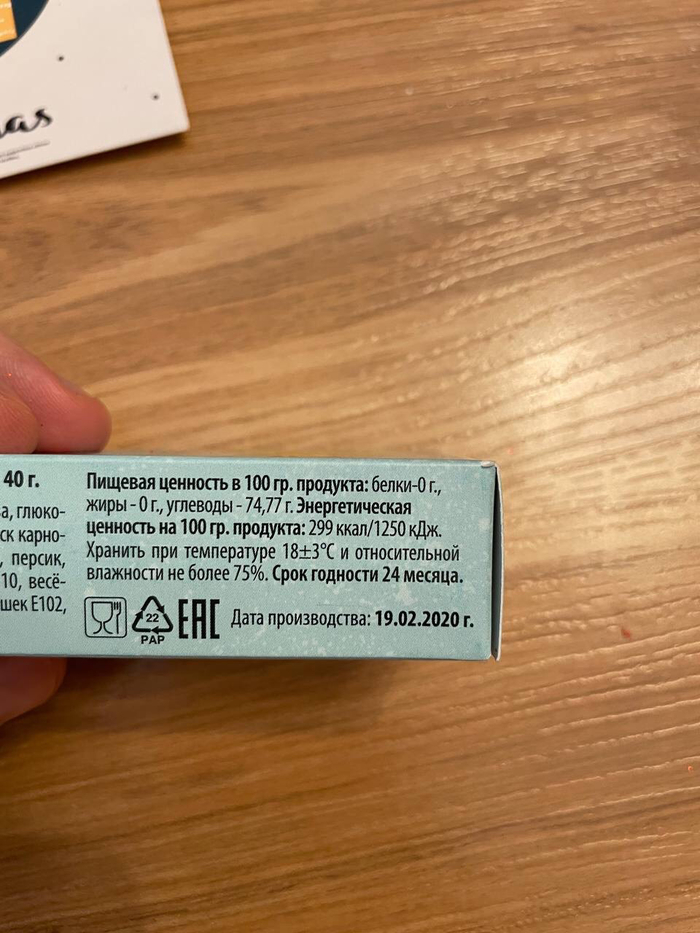 as
40 г.
а, глюко-
ск карно-
, персик,
10, весё-
шек Е102,
Пищевая ценность в 100 гр. продукта: белки-0 г.,
жиры - 0 г., углеводы - 74,77 г. Энергетическая
ценность на 100 гр. продукта: 299 ккал/1250 кДж.
Хранить при температуре 18±3°С и относительной
влажности не более 75%. Срок годности 24 месяца.
22
PAP
EAC
Дата производства: 19.02.2020 г.